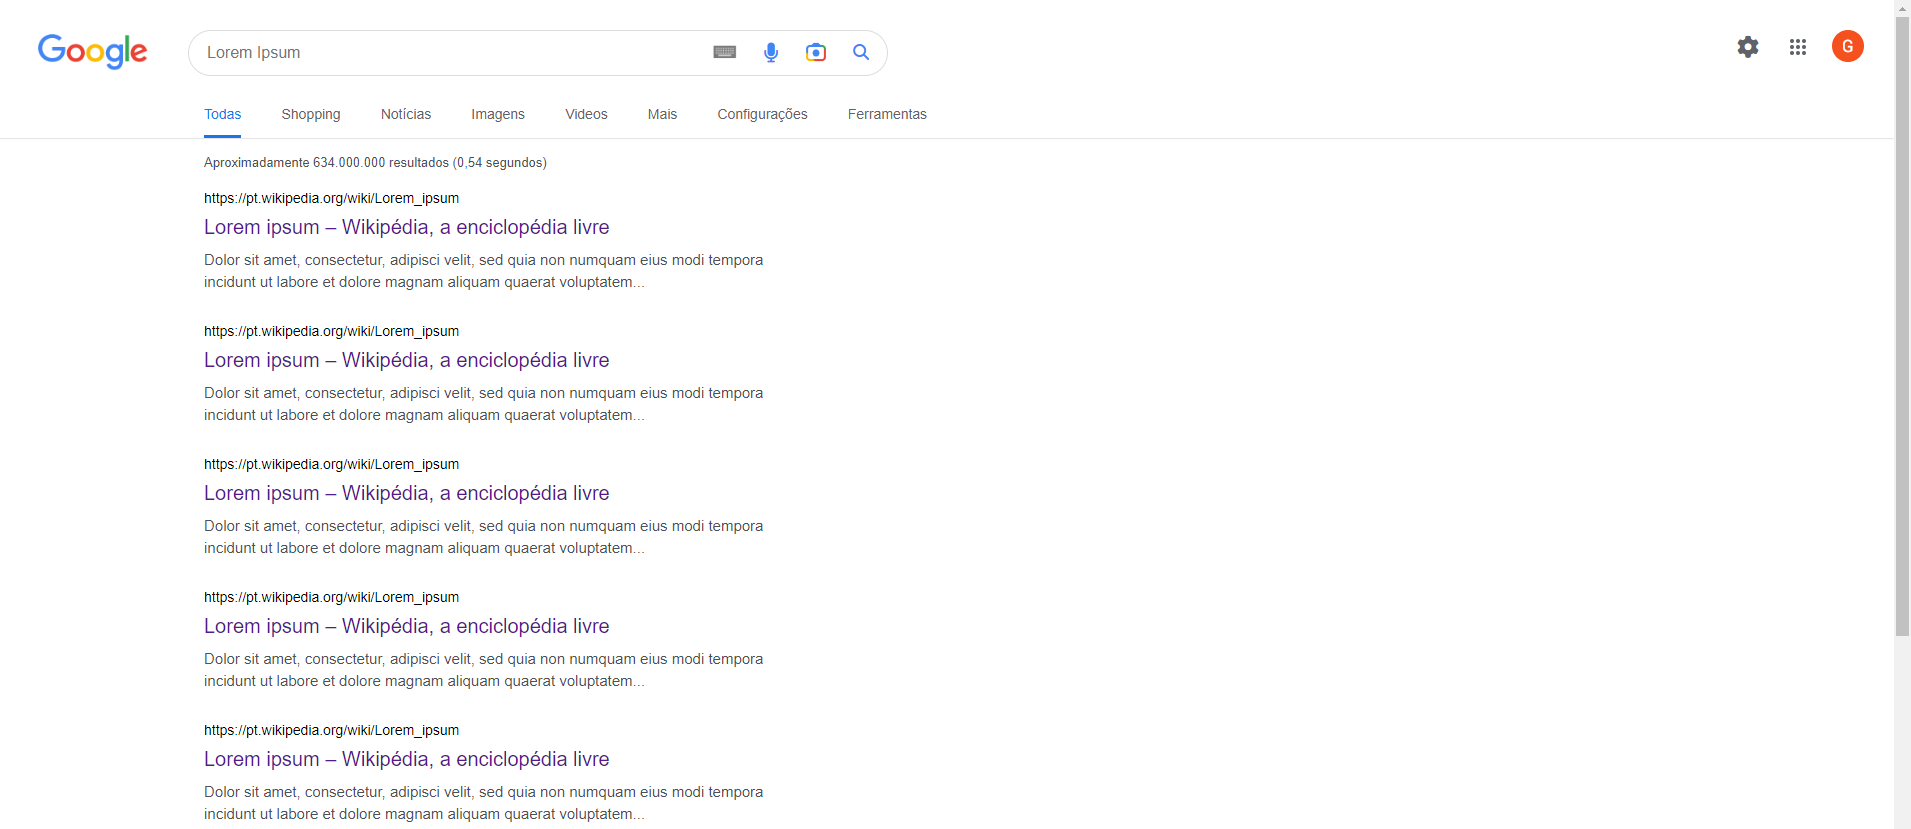 Google
Lorem Ipsum
G
Todas Shopping Notícias Imagens Videos Mais Configurações Ferramentas
Aproximadamente 634.000.000 resultados (0,54 segundos)
https://pt.wikipedia.org/wiki/Lorem_ipsum
Lorem ipsum – Wikipédia, a enciclopédia livre
Dolor sit amet, consectetur, adipisci velit, sed quia non numquam eius modi tempora
incidunt ut labore et dolore magnam aliquam quaerat voluptatem...
https://pt.wikipedia.org/wiki/Lorem_ipsum
Lorem ipsum – Wikipédia, a enciclopédia livre
Dolor sit amet, consectetur, adipisci velit, sed quia non numquam eius modi tempora
incidunt ut labore et dolore magnam aliquam quaerat voluptatem...
https://pt.wikipedia.org/wiki/Lorem_ipsum
Lorem ipsum – Wikipédia, a enciclopédia livre
Dolor sit amet, consectetur, adipisci velit, sed quia non numquam eius modi tempora
incidunt ut labore et dolore magnam aliquam quaerat voluptatem...
https://pt.wikipedia.org/wiki/Lorem_ipsum
Lorem ipsum – Wikipédia, a enciclopédia livre
Dolor sit amet, consectetur, adipisci velit, sed quia non numquam eius modi tempora
incidunt ut labore et dolore magnam aliquam quaerat voluptatem...
https://pt.wikipedia.org/wiki/Lorem_ipsum
Lorem ipsum – Wikipédia, a enciclopédia livre
Dolor sit amet, consectetur, adipisci velit, sed quia non numquam eius modi tempora
incidunt ut labore et dolore magnam aliquam quaerat voluptatem...